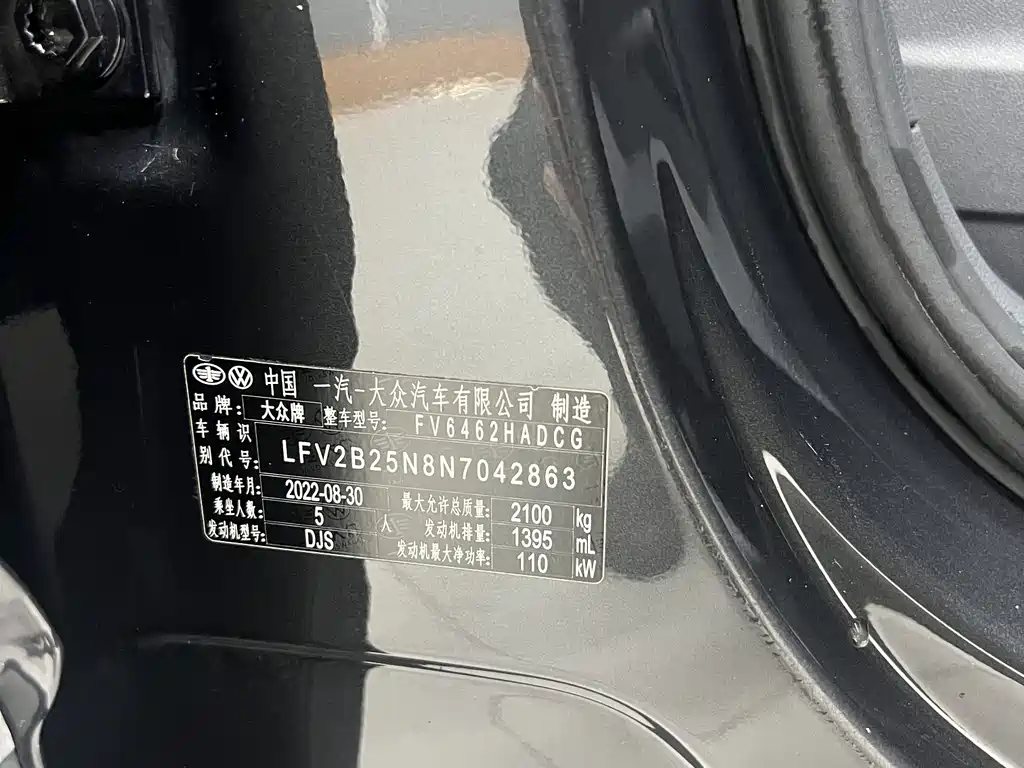 中国 一汽-大众汽车有限公司 制造
品牌: 大众牌 整车型号: FV6462HADCG
车辆识别代号: LFV2B25N8N7042863
制造年月: 2022-08-30 最大允许总质量: 2100 kg
乘坐人数: 5 人 发动机排量: 1395 mL
发动机型号: DJS 发动机最大净功率: 110 kW